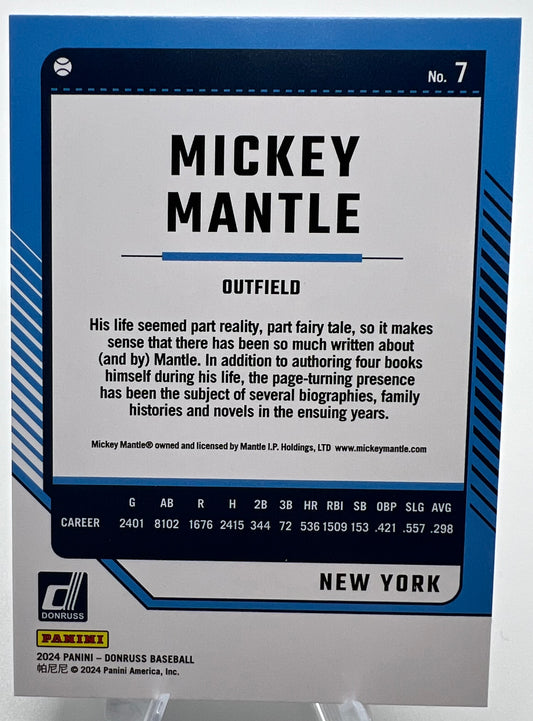 No. 7
MICKEY
MANTLE
OUTFIELD
His life seemed part reality, part fairy tale, so it makes
sense that there has been so much written about
(and by) Mantle. In addition to authoring four books
himself during his life, the page-turning presence
has been the subject of several biographies, family
histories and novels in the ensuing years.
Mickey Mantle® owned and licensed by Mantle I.P. Holdings, LTD www.mickeymantle.com
G AB R H 2B 3B HR RBI SB OBP SLG AVG
CAREER 2401 8102 1676 2415 344 72 536 1509 153 .421 .557 .298
NEW YORK
d
DONRUSS
PANINI
2024 PANINI – DONRUSS BASEBALL
帕尼尼 © 2024 Panini America, Inc.